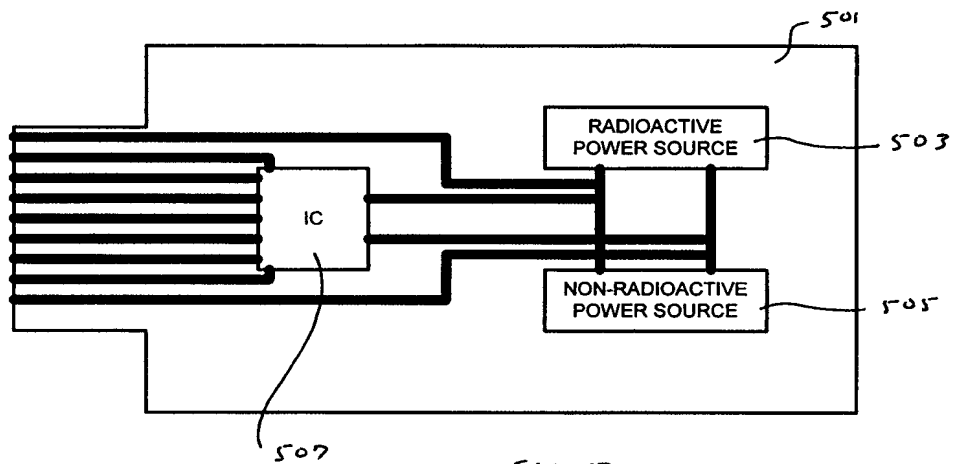 501
RADIOACTIVE
POWER SOURCE
503
IC
NON-RADIOACTIVE
POWER SOURCE
505
507